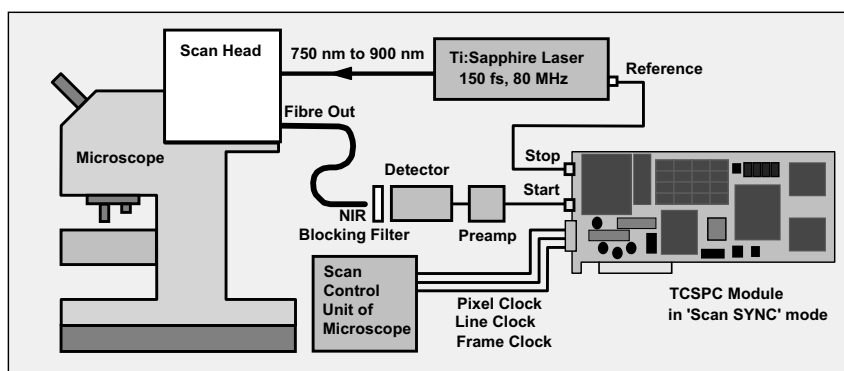 Scan Head
750 nm to 900 nm
Ti:Sapphire Laser
150 fs, 80 MHz
Reference
Fibre Out
Microscope
Detector
Stop
Start
NIR
Blocking Filter
Preamp
Scan
Control
Unit of
Microscope
Pixel Clock
Line Clock
Frame Clock
TCSPC Module
in 'Scan SYNC' mode